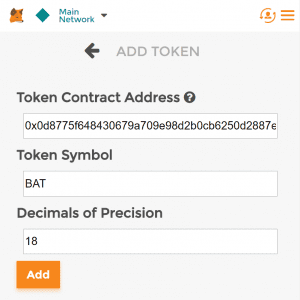 Main
Network
ADD TOKEN
Token Contract Address
0x0d8775f648430679a709e98d2b0cb6250d2887e
Token Symbol
BAT
Decimals of Precision
18
Add